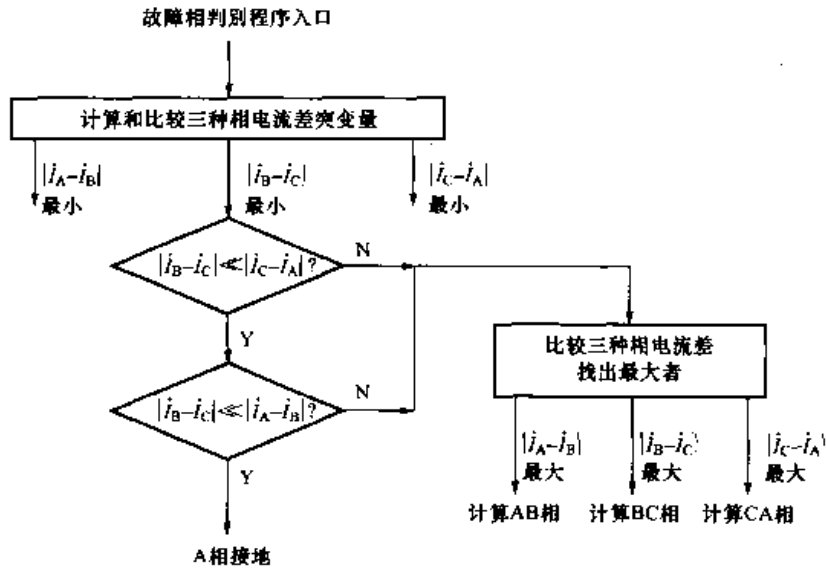 故障相判别程序入口
计算和比较三种相电流差突变量
|İA−İB|
最小
|İB−İC|
最小
|İC−İA|
最小
|İB−İC|≪|İC−İA|?
N
Y
比较三种相电流差
找出最大者
|İB−İC|≪|İA−İB|?
N
Y
|İA−İB|
最大
|İB−İC|
最大
|İC−İA|
最大
计算AB相
计算BC相
计算CA相
A相接地